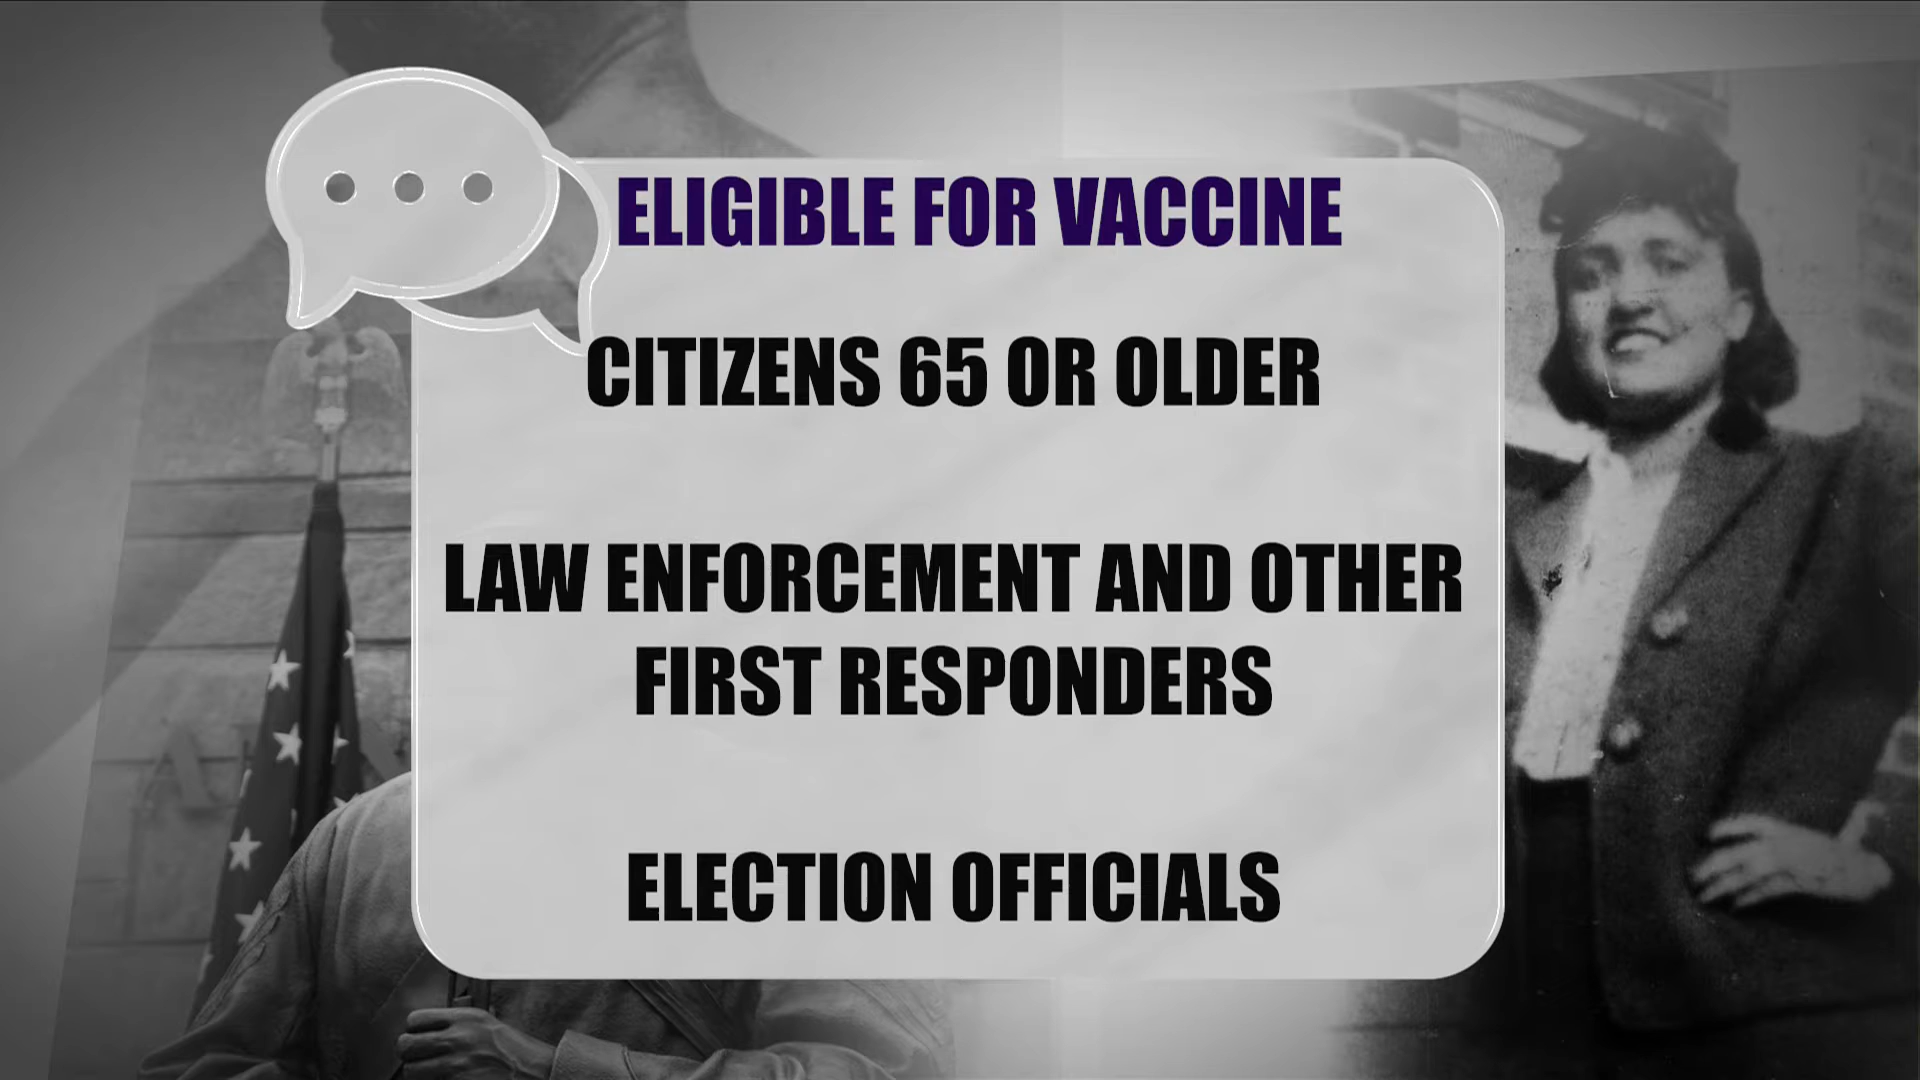 ELIGIBLE FOR VACCINE
CITIZENS 65 OR OLDER
LAW ENFORCEMENT AND OTHER
FIRST RESPONDERS
ELECTION OFFICIALS